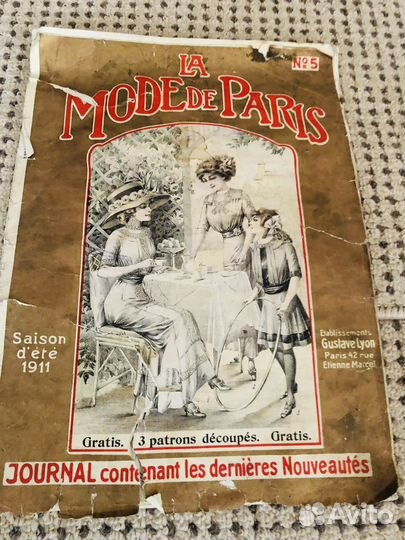 LA
MODE DE PARIS
Nº5
Saison
d'été
1911
Etablissements
Gustave Lyon
Paris 42 rue
Etienne Marcel
Gratis. 3 patrons découpés. Gratis.
JOURNAL contenant les dernières Nouveautés
Avito